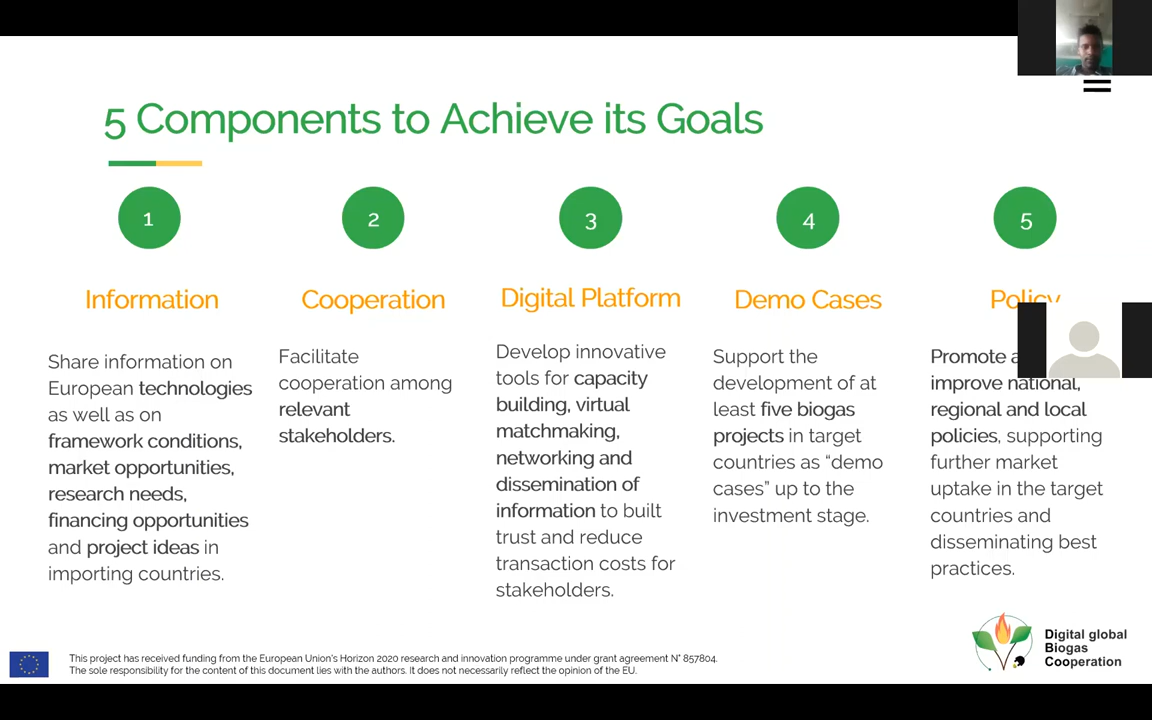 5 Components to Achieve its Goals
1
2
3
4
5
Information
Cooperation
Digital Platform
Demo Cases
Policy
Share information on
European technologies
as well as on
framework conditions,
market opportunities,
research needs,
financing opportunities
and project ideas in
importing countries.
Facilitate
cooperation among
relevant
stakeholders.
Develop innovative
tools for capacity
building, virtual
matchmaking,
networking and
dissemination of
information to built
trust and reduce
transaction costs for
stakeholders.
Support the
development of at
least five biogas
projects in target
countries as “demo
cases” up to the
investment stage.
Promote
improve national,
regional and local
policies, supporting
further market
uptake in the target
countries and
disseminating best
practices.
This project has received funding from the European Union's Horizon 2020 research and innovation programme under grant agreement N° 857804.
The sole responsibility for the content of this document lies with the authors. It does not necessarily reflect the opinion of the EU.
Digital global
Biogas
Cooperation